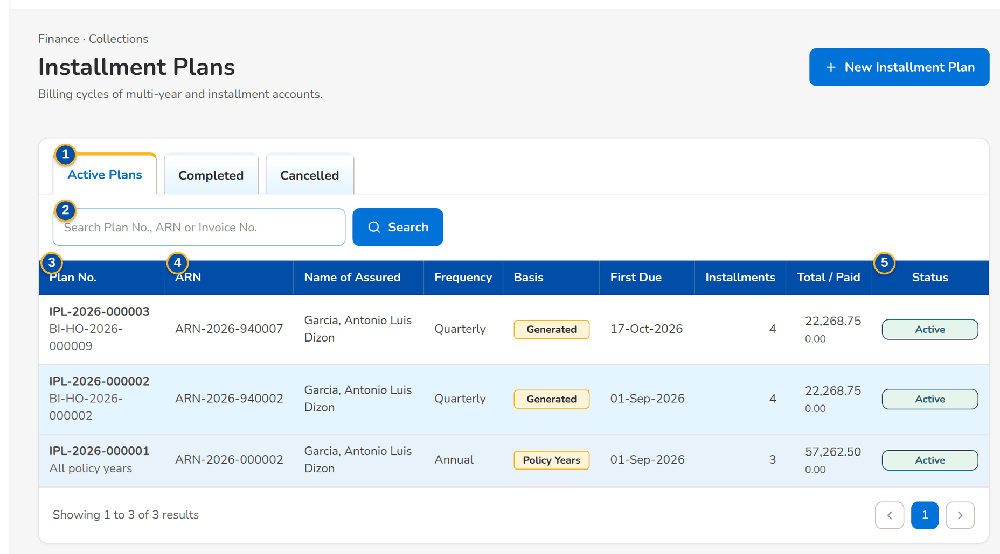 Finance · Collections
Installment Plans
Billing cycles of multi-year and installment accounts.
+ New Installment Plan
1
Active Plans
Completed
Cancelled
2
Search Plan No., ARN or Invoice No.
Search
3 4 5
Plan No. ARN Name of Assured Frequency Basis First Due Installments Total / Paid Status
IPL-2026-000003
BI-HO-2026-
000009
ARN-2026-940007
Garcia, Antonio Luis
Dizon
Quarterly
Generated
17-Oct-2026
4
22,268.75
0.00
Active
IPL-2026-000002
BI-HO-2026-
000002
ARN-2026-940002
Garcia, Antonio Luis
Dizon
Quarterly
Generated
01-Sep-2026
4
22,268.75
0.00
Active
IPL-2026-000001
All policy years
ARN-2026-000002
Garcia, Antonio Luis
Dizon
Annual
Policy Years
01-Sep-2026
3
57,262.50
0.00
Active
Showing 1 to 3 of 3 results
1